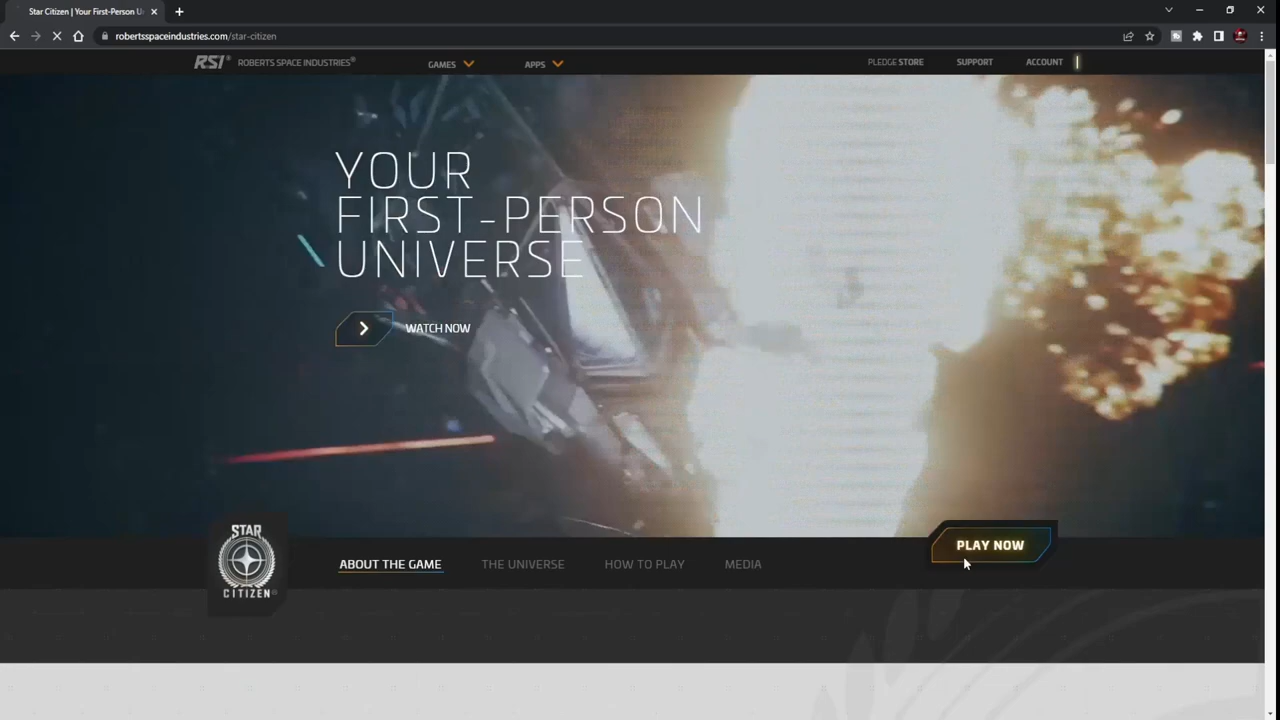 Star Citizen | Your First-Person U
robertsspaceindustries.com/star-citizen
RSI® ROBERTS SPACE INDUSTRIES®
GAMES
APPS
PLEDGE STORE
SUPPORT
ACCOUNT
YOUR
FIRST-PERSON
UNIVERSE
WATCH NOW
PLAY NOW
STAR
CITIZEN
ABOUT THE GAME
THE UNIVERSE
HOW TO PLAY
MEDIA